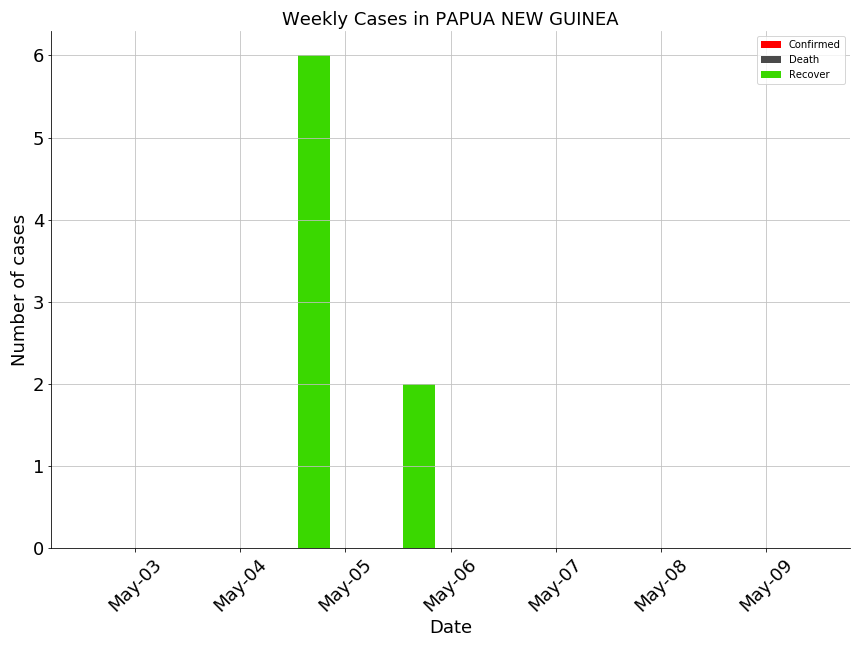 Weekly Cases in PAPUA NEW GUINEA
Confirmed
Death
Recover
Number of cases
6
5
4
3
2
1
0
May-03
May-04
May-05
May-06
May-07
May-08
May-09
Date